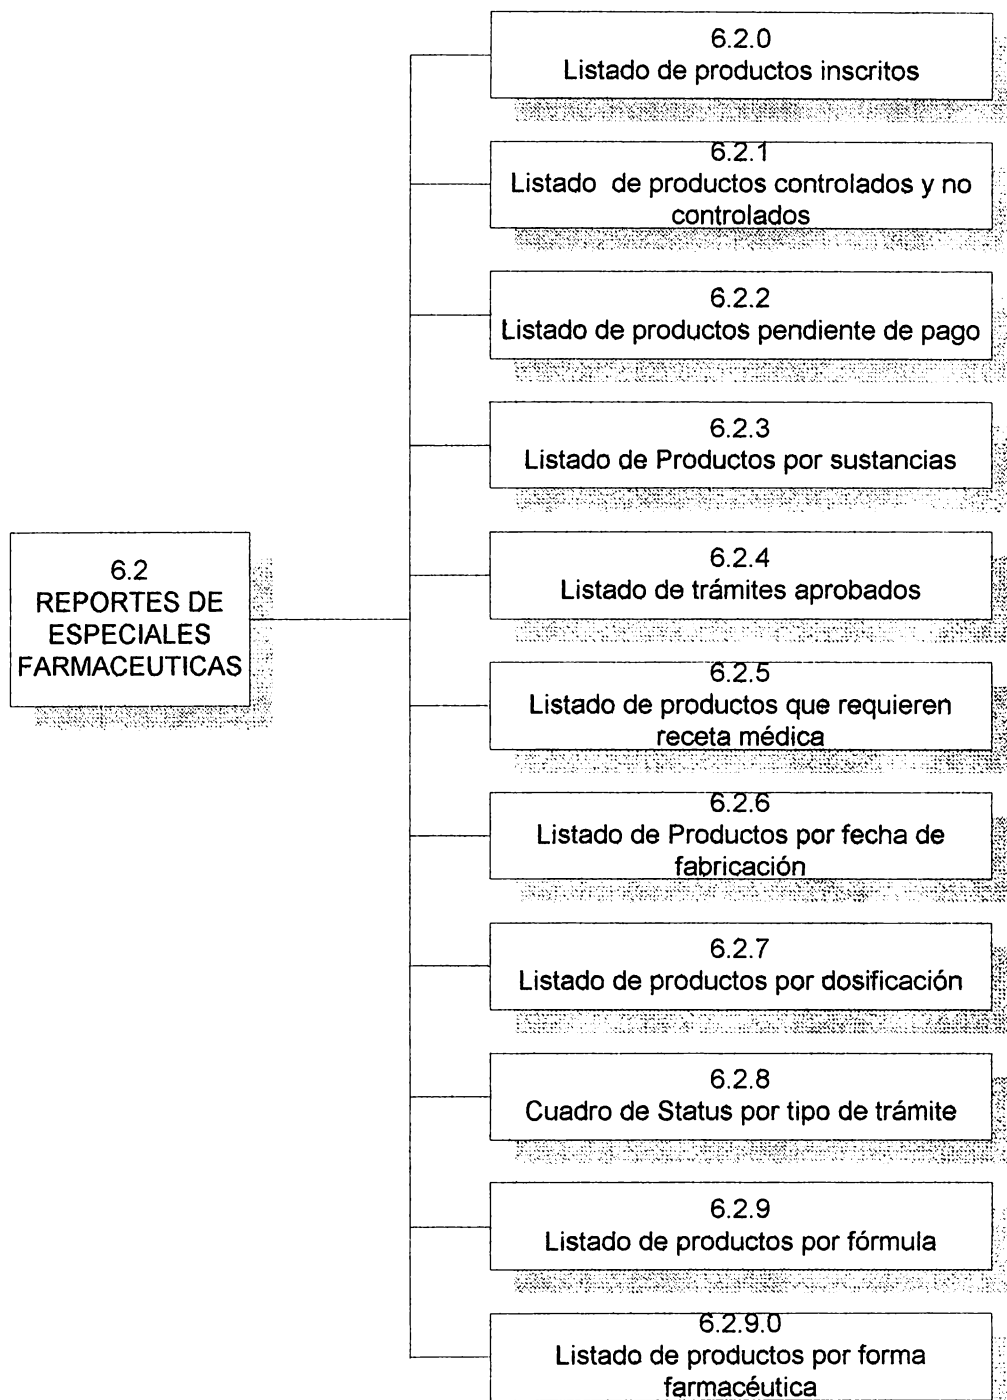 6.2
REPORTES DE
ESPECIALES
FARMACEUTICAS
6.2.0
Listado de productos inscritos
6.2.1
Listado de productos controlados y no
controlados
6.2.2
Listado de productos pendiente de pago
6.2.3
Listado de Productos por sustancias
6.2.4
Listado de trámites aprobados
6.2.5
Listado de productos que requieren
receta médica
6.2.6
Listado de Productos por fecha de
fabricación
6.2.7
Listado de productos por dosificación
6.2.8
Cuadro de Status por tipo de trámite
6.2.9
Listado de productos por fórmula
6.2.9.0
Listado de productos por forma
farmacéutica